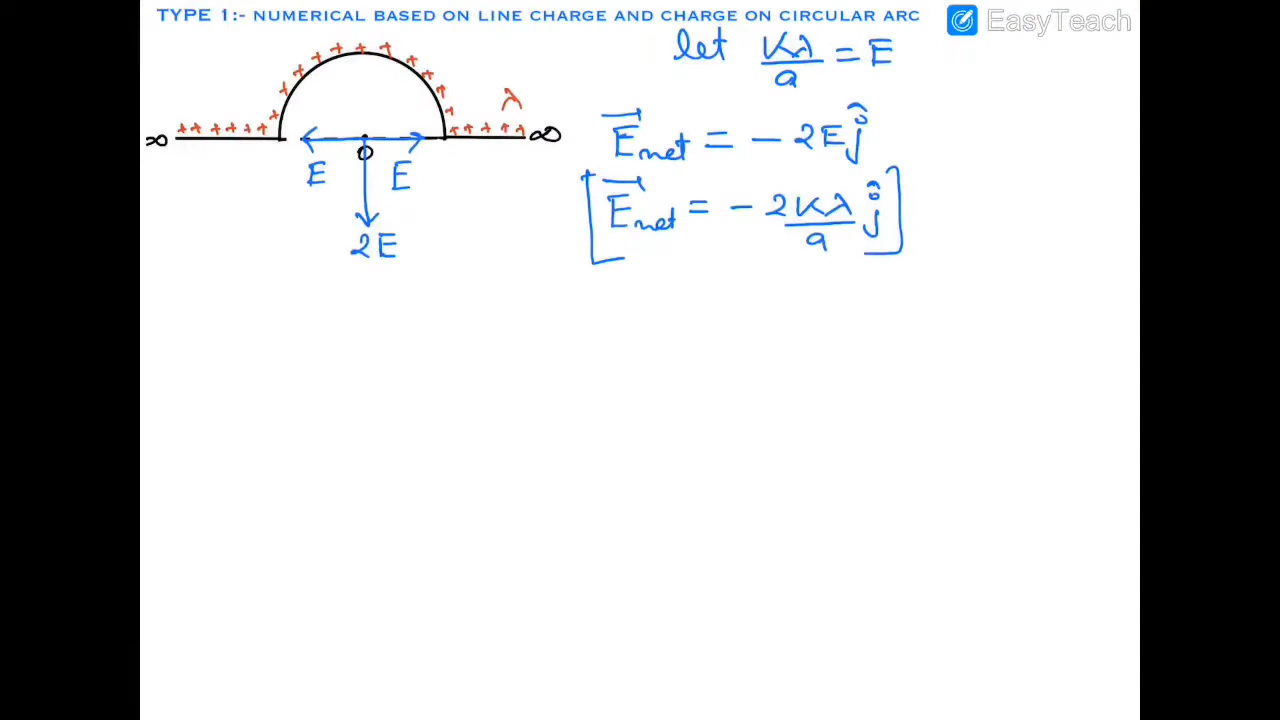 TYPE 1:- NUMERICAL BASED ON LINE CHARGE AND CHARGE ON CIRCULAR ARC
EasyTeach
let Kλ/a = E
λ
∞ ∞
O
E E
2E
E⃗net = - 2E ĵ
[E⃗net = - 2Kλ/a ĵ]